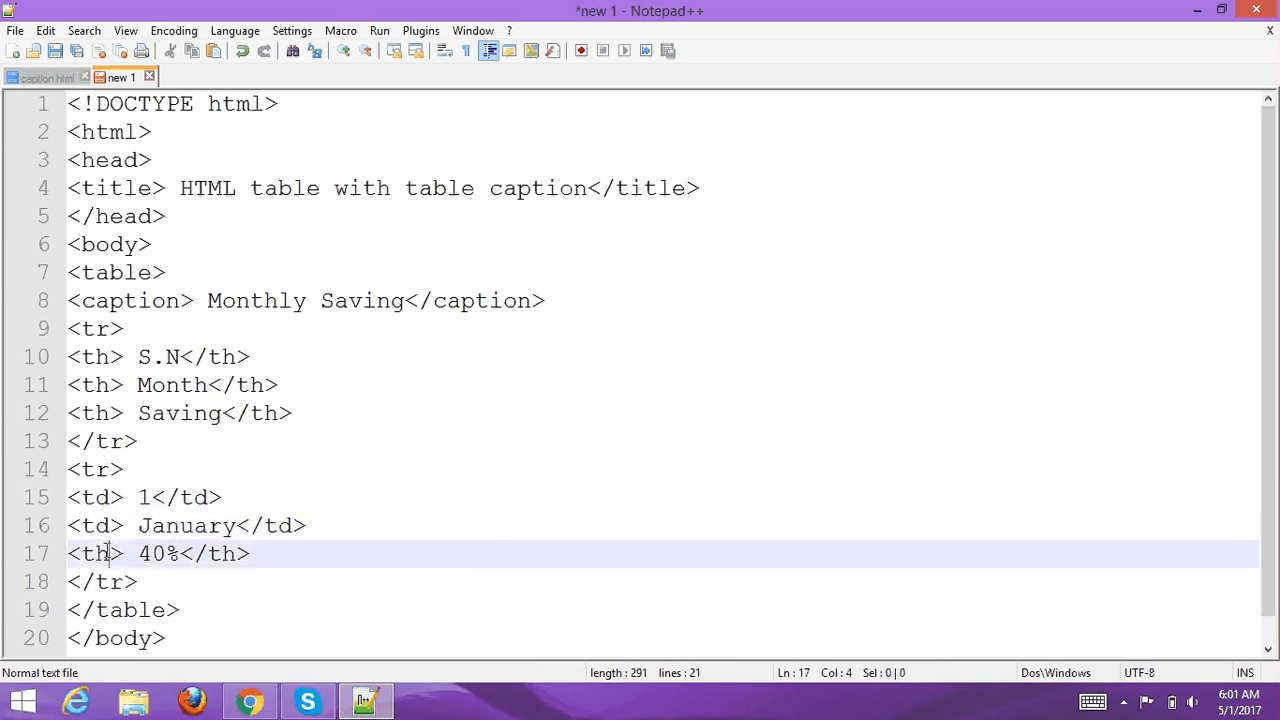 *new 1 - Notepad++
File Edit Search View Encoding Language Settings Macro Run Plugins Window ? X
caption.html new 1
1 <!DOCTYPE html>
2 <html>
3 <head>
4 <title> HTML table with table caption</title>
5 </head>
6 <body>
7 <table>
8 <caption> Monthly Saving</caption>
9 <tr>
10 <th> S.N</th>
11 <th> Month</th>
12 <th> Saving</th>
13 </tr>
14 <tr>
15 <td> 1</td>
16 <td> January</td>
17 <th> 40%</th>
18 </tr>
19 </table>
20 </body>
Normal text file length : 291 lines : 21 Ln : 17 Col : 4 Sel : 0 | 0 Dos\Windows UTF-8 INS
6:01 AM
5/1/2017